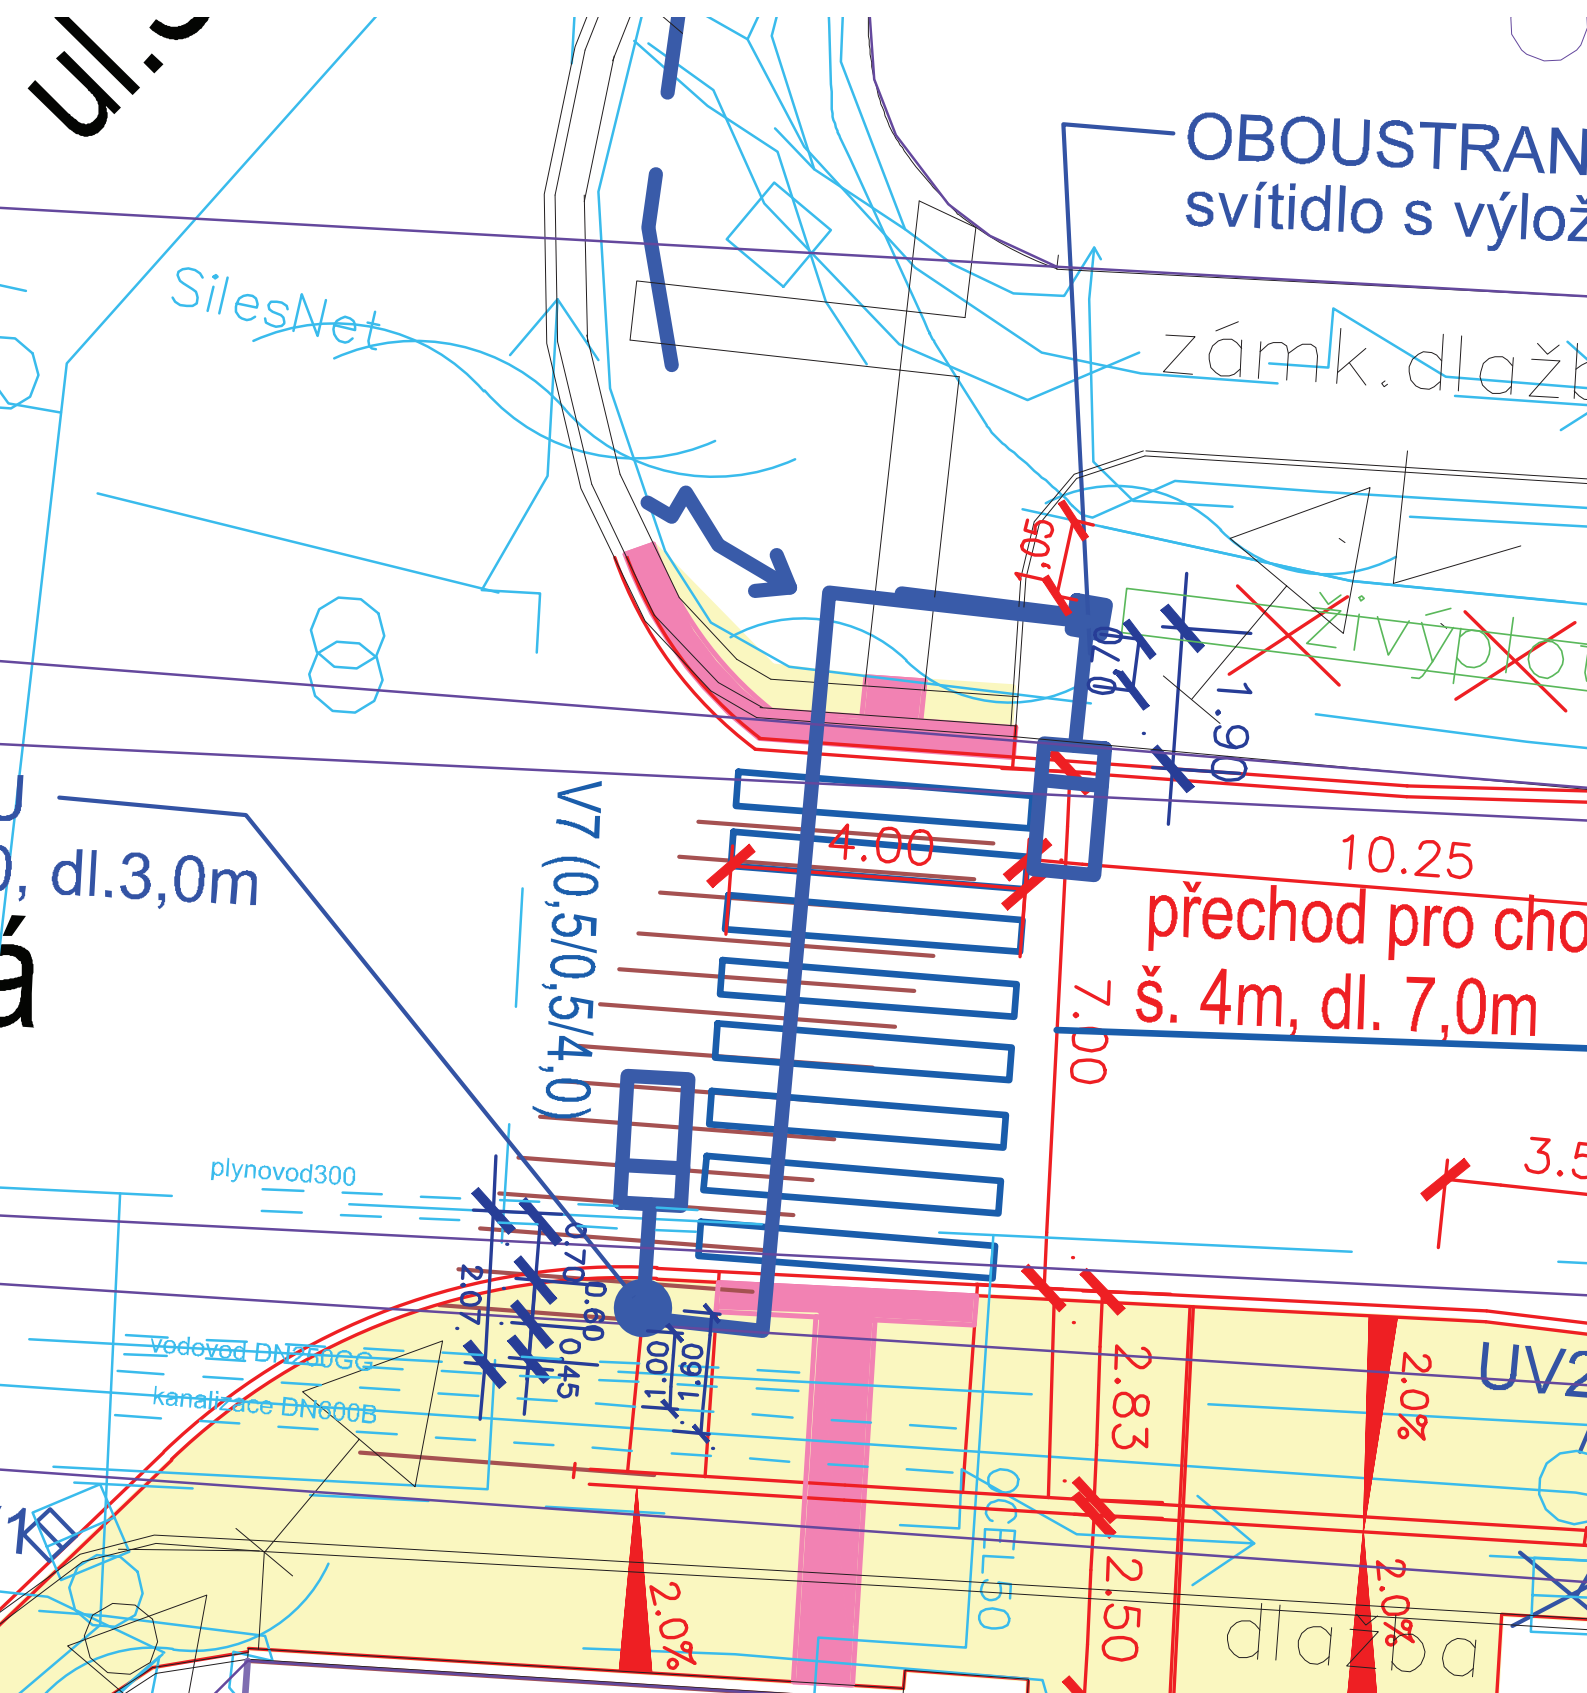 ul.
OBOUSTRAN
svítidlo s výlož
SilesNet
zámk.dlažb
1,05
0,70
1.90
živý plo
U
0, dl.3,0m
á
V7 (0,5/0,5/4,0)
4.00
10.25
přechod pro cho
š. 4m, dl. 7,0m
7.00
3.5
plynovod300
2.07
0.70
0.60
0.45
1.00
1.60
vodovod DN250GG
kanalizace DN600B
2.83
2.0%
UV2
OCEL50
2.50
2.0%
2.0%
dlažba